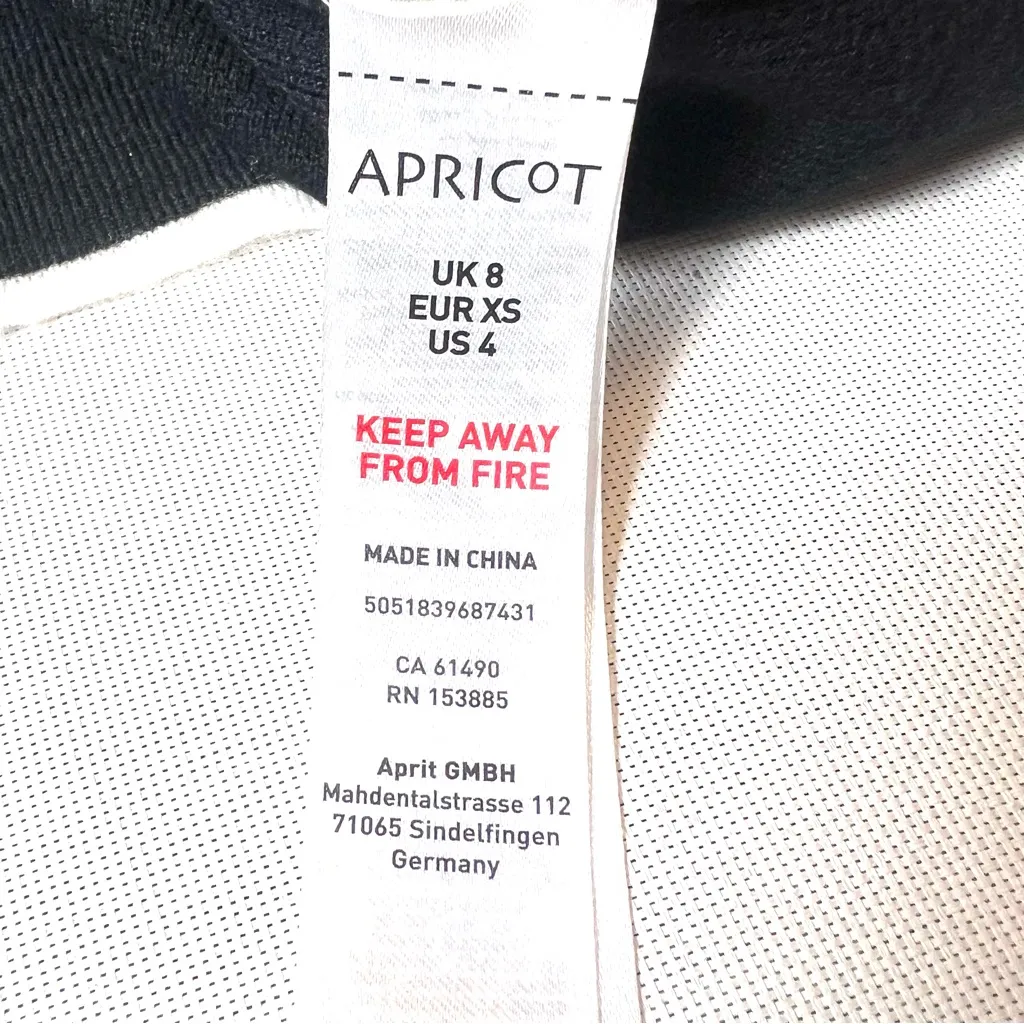 APRICOT
UK 8
EUR XS
US 4
KEEP AWAY
FROM FIRE
MADE IN CHINA
5051839687431
CA 61490
RN 153885
Aprit GMBH
Mahdentalstrasse 112
71065 Sindelfingen
Germany